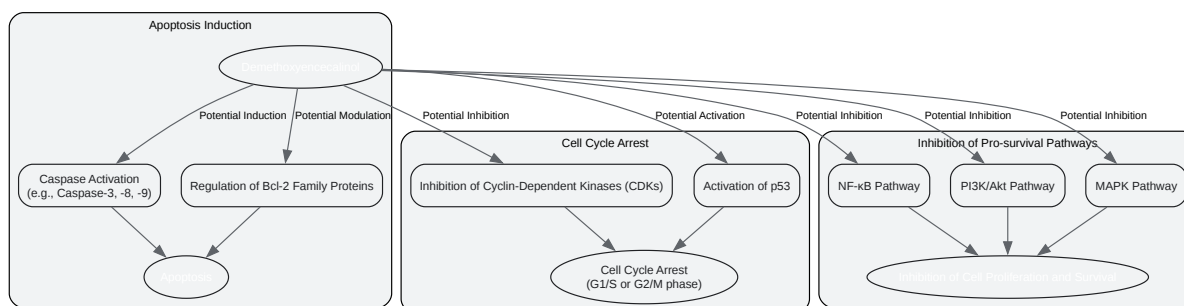 Apoptosis Induction
Demethoxyencecalinol
Potential Induction
Potential Modulation
Potential Inhibition
Potential Activation
Potential Inhibition
Potential Inhibition
Potential Inhibition
Cell Cycle Arrest
Inhibition of Pro-survival Pathways
Caspase Activation
(e.g., Caspase-3, -8, -9)
Regulation of Bcl-2 Family Proteins
Inhibition of Cyclin-Dependent Kinases (CDKs)
Activation of p53
NF-κB Pathway
PI3K/Akt Pathway
MAPK Pathway
Apoptosis
Cell Cycle Arrest
(G1/S or G2/M phase)
Inhibition of Cell Proliferation and Survival